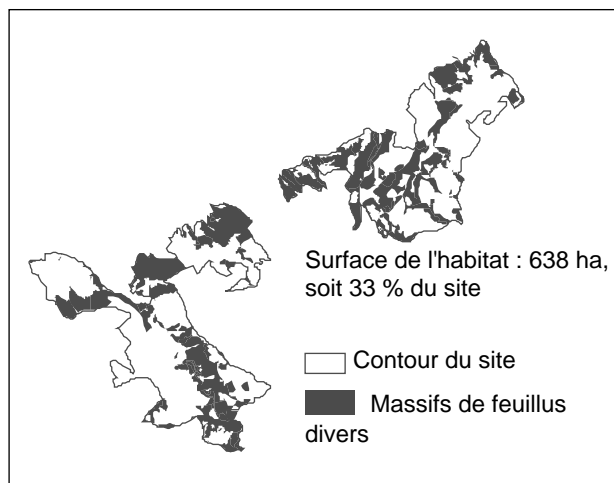 Surface de l'habitat : 638 ha,
soit 33 % du site
Contour du site
Massifs de feuillus
divers